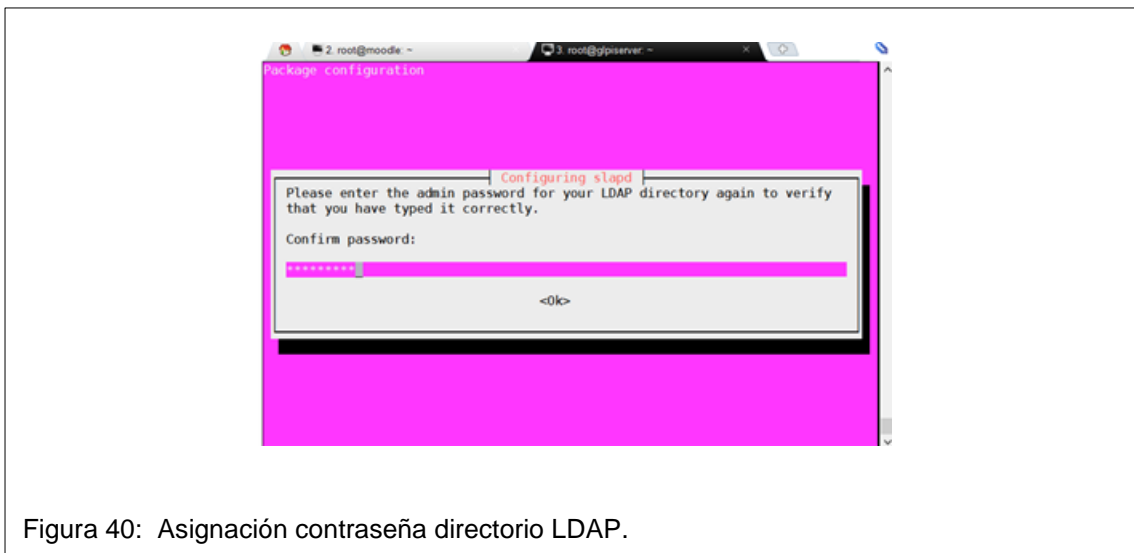 2. root@moodle: ~
3. root@glpiserver: ~
Package configuration
Configuring slapd
Please enter the admin password for your LDAP directory again to verify
that you have typed it correctly.
Confirm password:
*********
<Ok>
Figura 40: Asignación contraseña directorio LDAP.